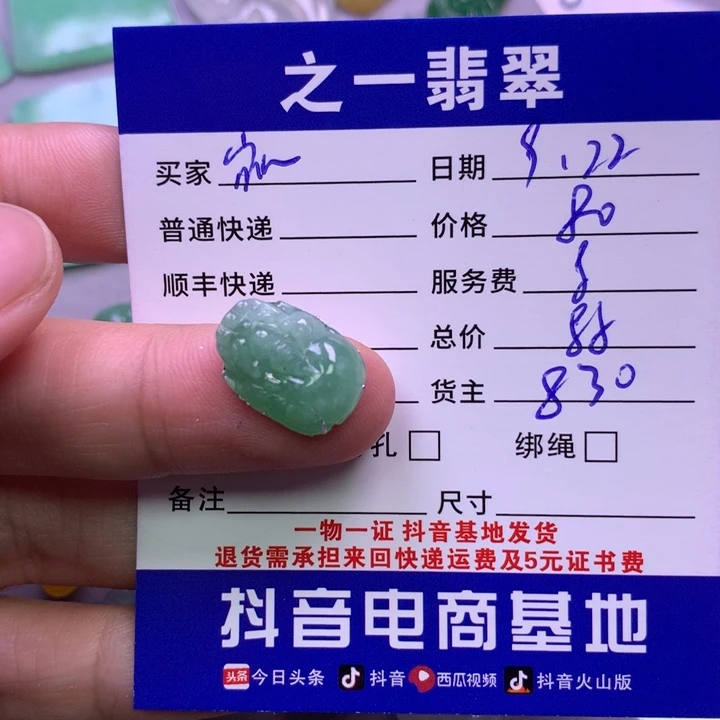 之一翡翠
买家 日期 5.22
普通快递 价格 80
顺丰快递 服务费 5
总价 85
货主 830
孔 绑绳
备注 尺寸
一物一证 抖音基地发货
退货需承担来回快递运费及5元证书费
抖音电商基地
头条 今日头条 抖音 西瓜视频 抖音火山版